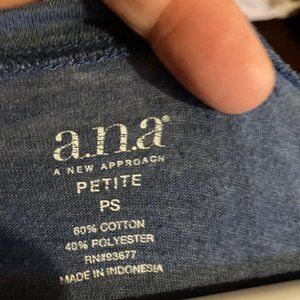 a.n.a®
A NEW APPROACH
PETITE
PS
60% COTTON
40% POLYESTER
RN#93677
MADE IN INDONESIA